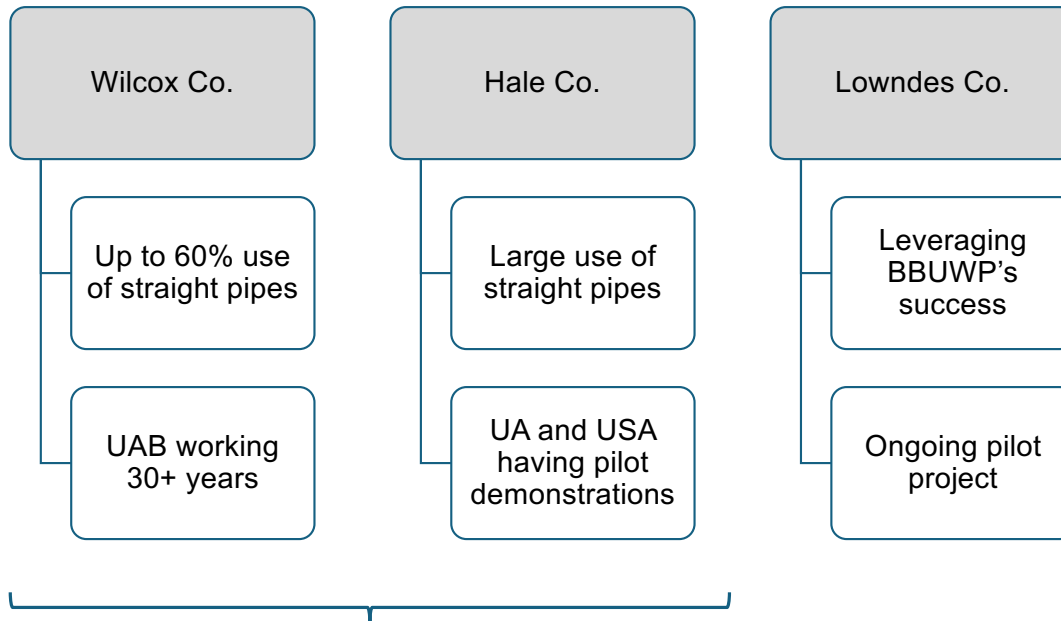 Wilcox Co.
Up to 60% use
of straight pipes
UAB working
30+ years
Hale Co.
Large use of
straight pipes
UA and USA
having pilot
demonstrations
Lowndes Co.
Leveraging
BBUWP’s
success
Ongoing pilot
project